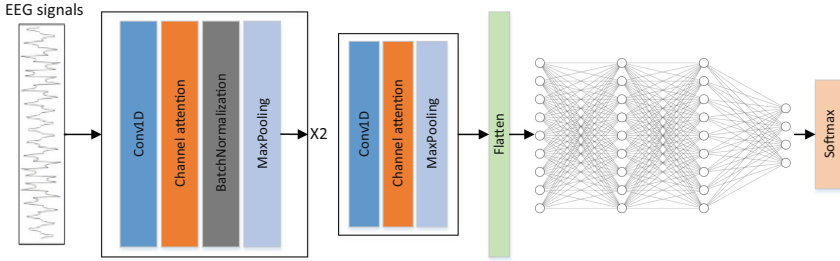 EEG signals
Conv1D
Channel attention
BatchNormalization
MaxPooling
X2
Conv1D
Channel attention
MaxPooling
Flatten
Softmax